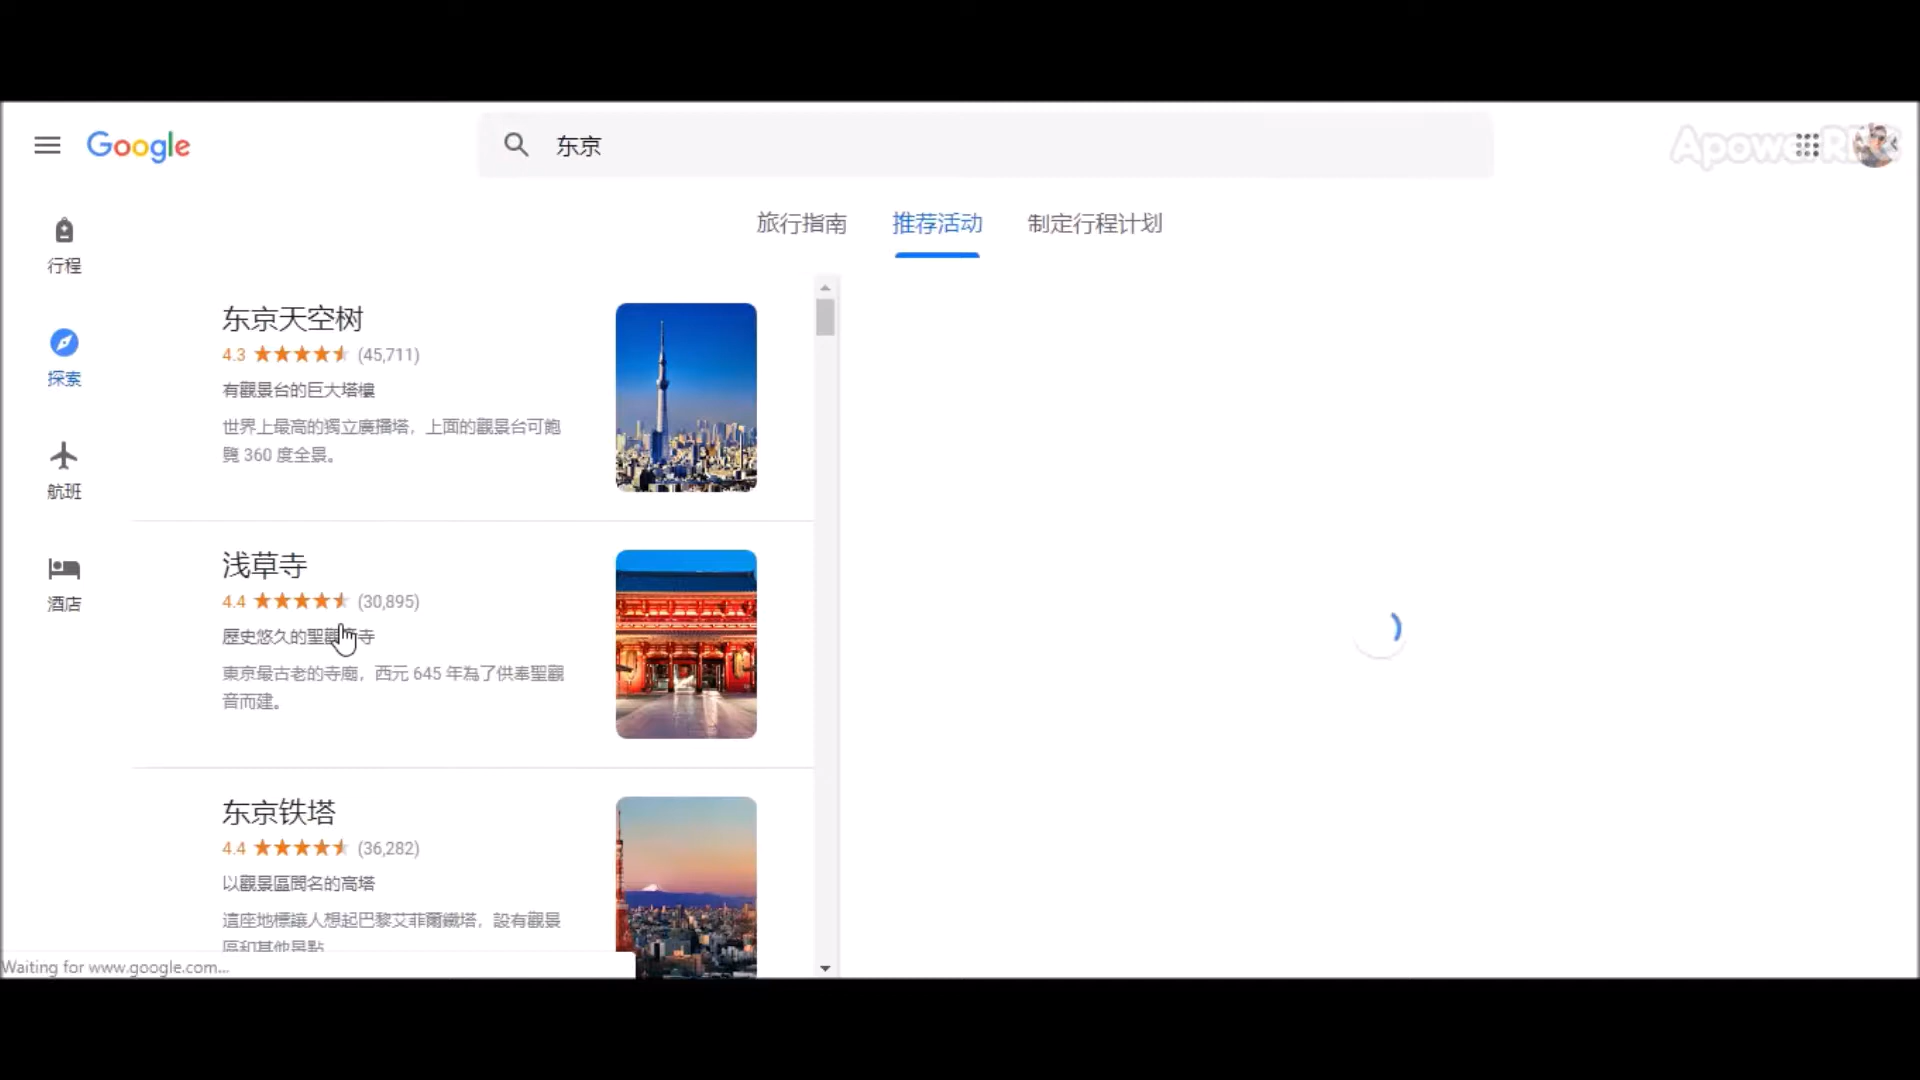 Google
东京
旅行指南 推荐活动 制定行程计划
行程
探索
航班
酒店
东京天空树
4.3 (45,711)
有觀景台的巨大塔樓
世界上最高的獨立廣播塔，上面的觀景台可飽
覽 360 度全景。
浅草寺
4.4 (30,895)
歷史悠久的聖觀音寺
東京最古老的寺廟，西元 645 年為了供奉聖觀
音而建。
东京铁塔
4.4 (36,282)
以觀景區聞名的高塔
這座地標讓人想起巴黎艾菲爾鐵塔，設有觀景
區和其他景點
Waiting for www.google.com...